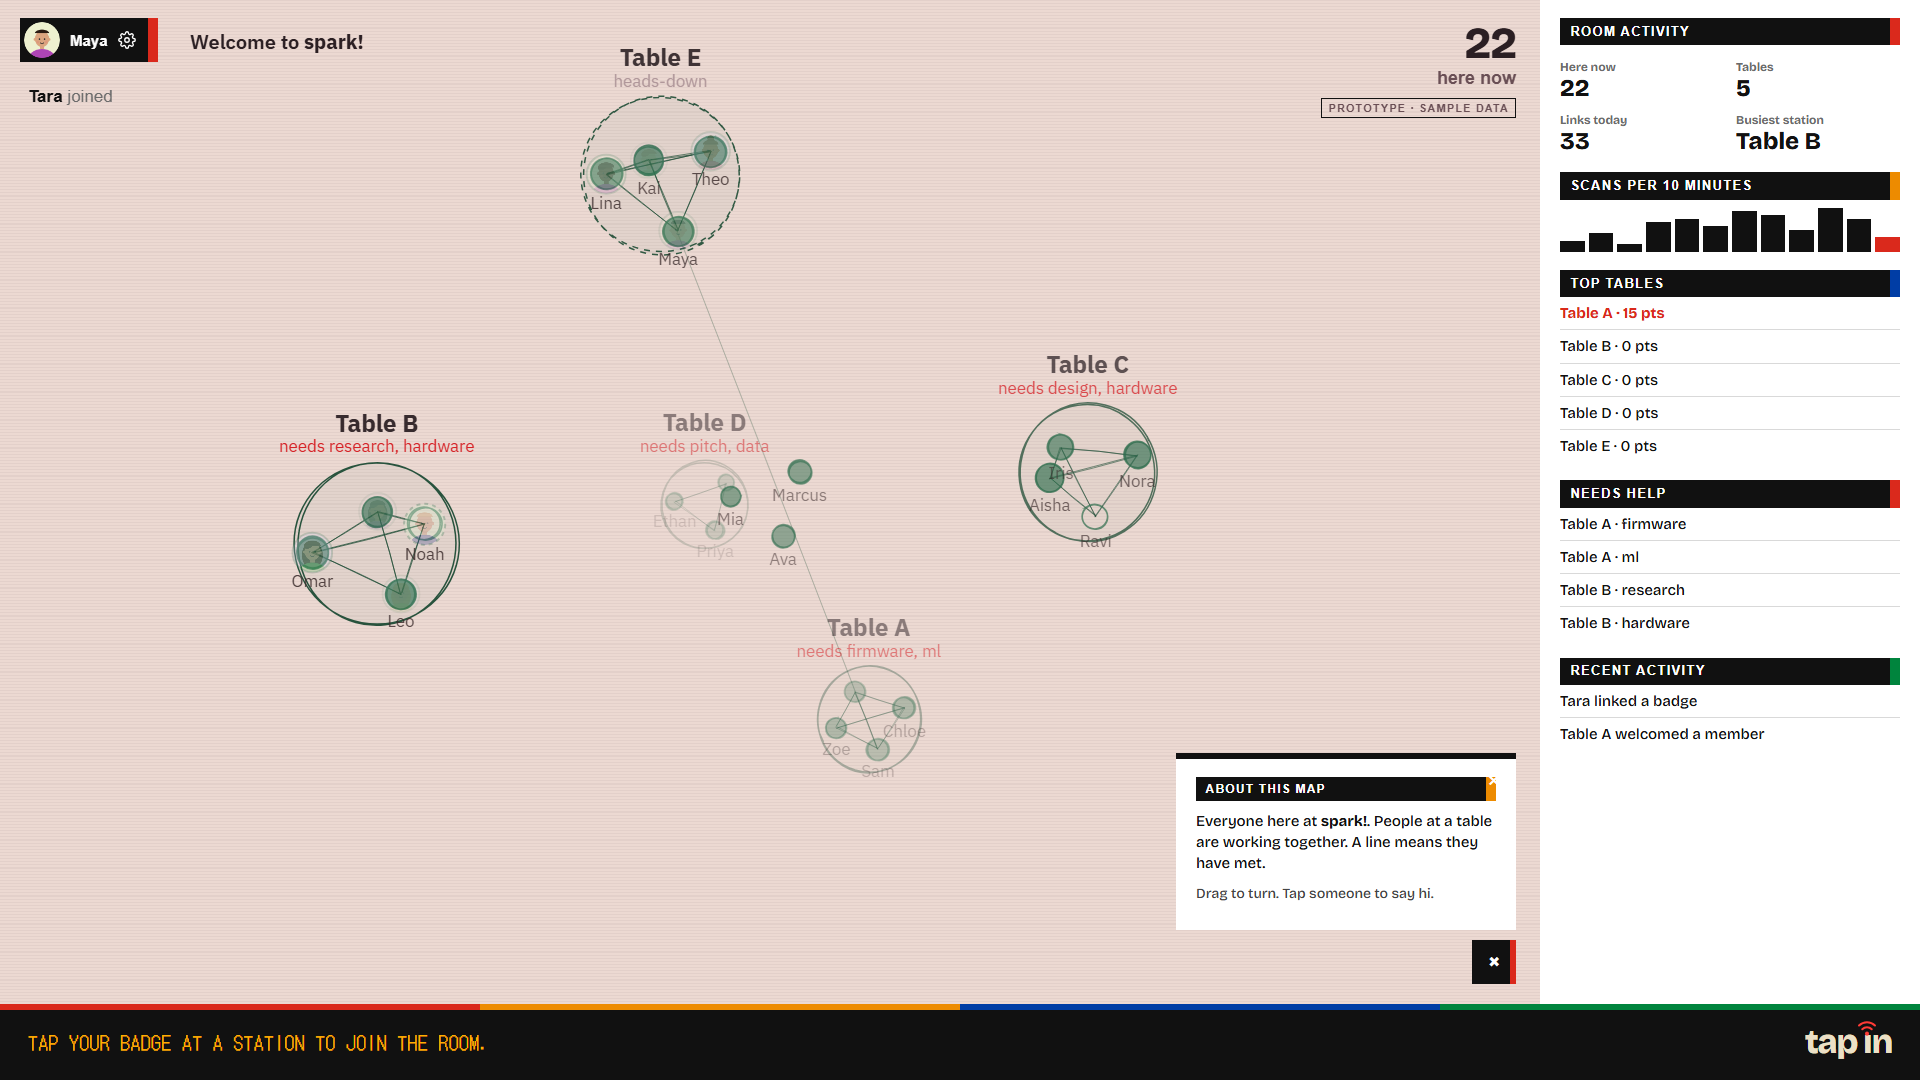 Maya
Welcome to spark!
Tara joined
22
here now
PROTOTYPE · SAMPLE DATA
Table E
heads-down
Lina
Kai
Theo
Maya
Table B
needs research, hardware
Omar
Noah
Leo
Table D
needs pitch, data
Ethan
Mia
Priya
Marcus
Ava
Table C
needs design, hardware
Iris
Nora
Aisha
Ravi
Table A
needs firmware, ml
Chloe
Zoe
Sam
ABOUT THIS MAP
Everyone here at spark!. People at a table
are working together. A line means they
have met.
Drag to turn. Tap someone to say hi.
ROOM ACTIVITY
Here now
22
Tables
5
Links today
33
Busiest station
Table B
SCANS PER 10 MINUTES
TOP TABLES
Table A · 15 pts
Table B · 0 pts
Table C · 0 pts
Table D · 0 pts
Table E · 0 pts
NEEDS HELP
Table A · firmware
Table A · ml
Table B · research
Table B · hardware
RECENT ACTIVITY
Tara linked a badge
Table A welcomed a member
TAP YOUR BADGE AT A STATION TO JOIN THE ROOM.
tap in